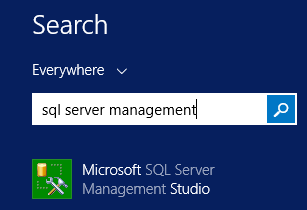 Search
Everywhere
sql server management
Microsoft SQL Server
Management Studio